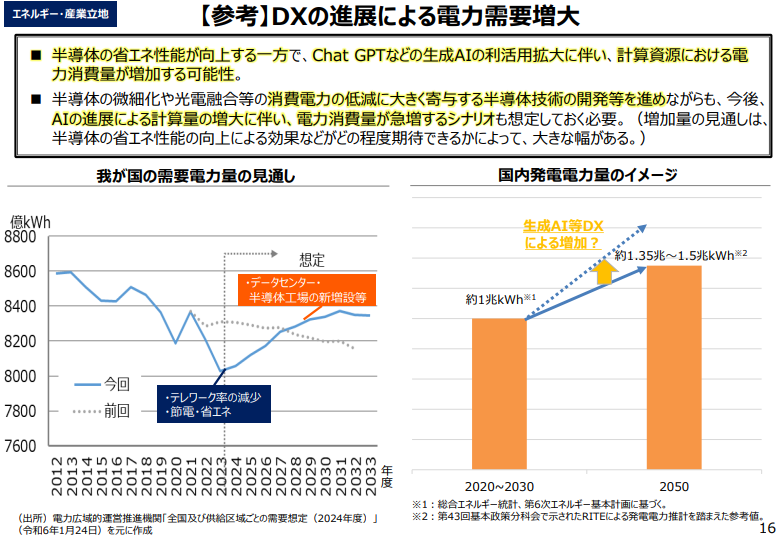 エネルギー・産業立地
【参考】DXの進展による電力需要増大
■ 半導体の省エネ性能が向上する一方で、Chat GPTなどの生成AIの利活用拡大に伴い、計算資源における電
力消費量が増加する可能性。
■ 半導体の微細化や光電融合等の消費電力の低減に大きく寄与する半導体技術の開発等を進めながらも、今後、
AIの進展による計算量の増大に伴い、電力消費量が急増するシナリオも想定しておく必要。（増加量の見通しは、
半導体の省エネ性能の向上による効果などがどの程度期待できるかによって、大きな幅がある。）
我が国の需要電力量の見通し
億kWh
8800
8600
8400
8200
8000
7800
7600
想定
・データセンター・
半導体工場の新増設等
・テレワーク率の減少
・節電・省エネ
今回
前回
2012 2013 2014 2015 2016 2017 2018 2019 2020 2021 2022 2023 2024 2025 2026 2027 2028 2029 2030 2031 2032 2033
年度
（出所）電力広域的運営推進機関「全国及び供給区域ごとの需要想定（2024年度）」
（令和6年1月24日）を元に作成
国内発電電力量のイメージ
生成AI等DX
による増加？
約1.35兆～1.5兆kWh※2
約1兆kWh※1
2020~2030
2050
※1：総合エネルギー統計、第6次エネルギー基本計画に基づく。
※2：第43回基本政策分科会で示されたRITEによる発電電力推計を踏まえた参考値。
16